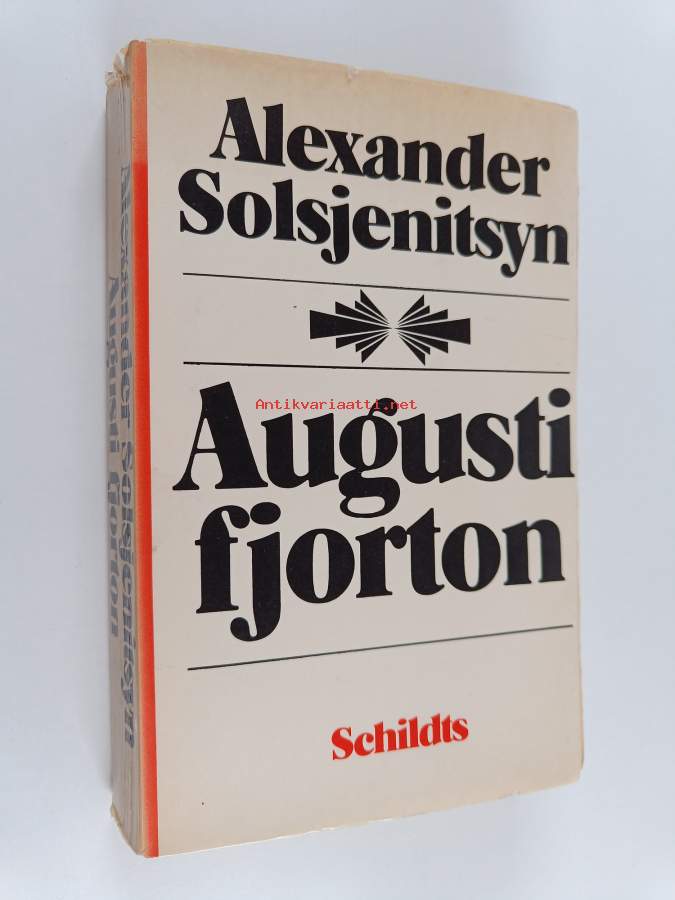 Alexander
Solsjenitsyn
Antikvariaatti.net
Augusti
fjorton
Schildts
Alexander Solsjenitsyn
Augusti fjorton